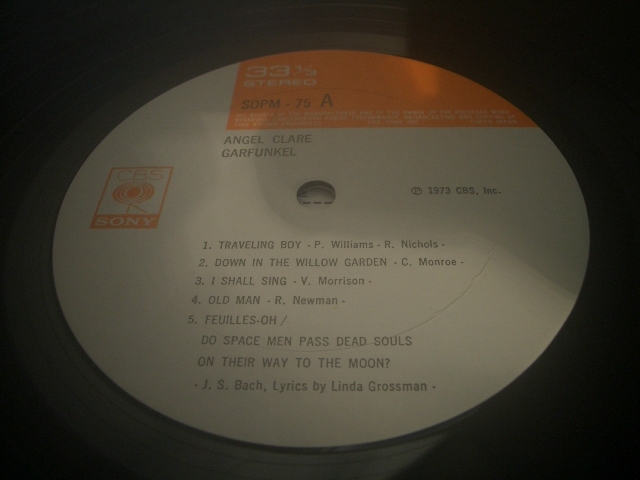 33⅓
STEREO
SOPM - 75 A
ANGEL CLARE
GARFUNKEL
CBS
SONY
℗ 1973 CBS, Inc.
1. TRAVELING BOY - P. Williams - R. Nichols -
2. DOWN IN THE WILLOW GARDEN - C. Monroe -
3. I SHALL SING - V. Morrison -
4. OLD MAN - R. Newman -
5. FEUILLES-OH /
DO SPACE MEN PASS DEAD SOULS
ON THEIR WAY TO THE MOON?
- J. S. Bach, Lyrics by Linda Grossman -